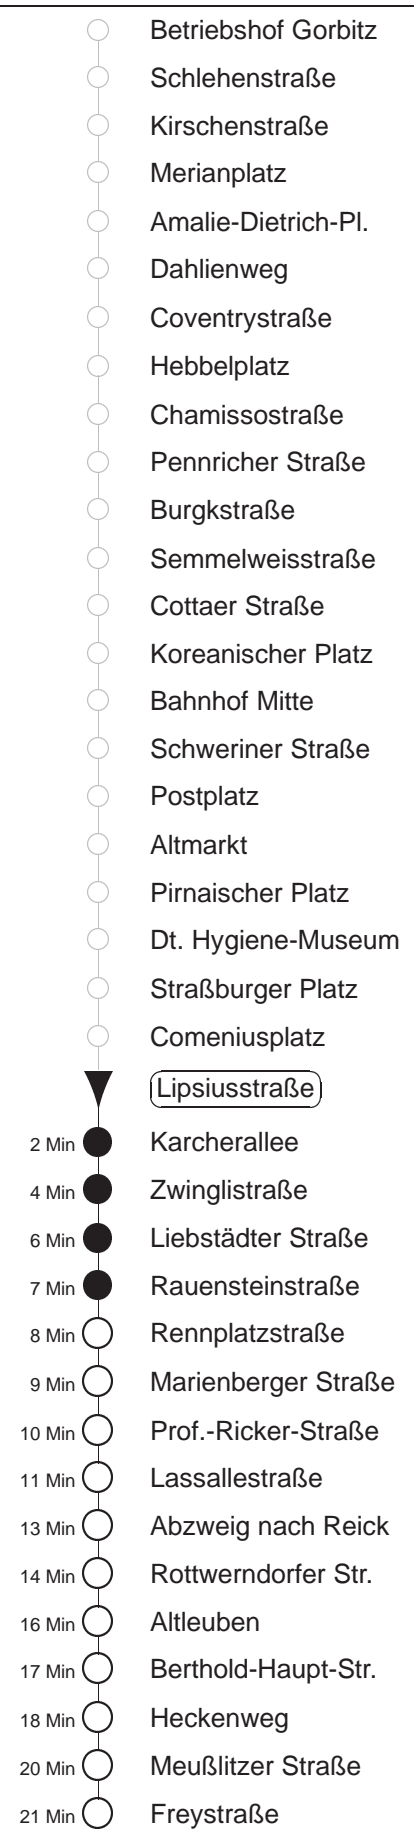 Betriebshof Gorbitz
Schlehenstraße
Kirschenstraße
Merianplatz
Amalie-Dietrich-Pl.
Dahlienweg
Coventrystraße
Hebbelplatz
Chamissostraße
Pennricher Straße
Burgkstraße
Semmelweisstraße
Cottaer Straße
Koreanischer Platz
Bahnhof Mitte
Schweriner Straße
Postplatz
Altmarkt
Pirnaischer Platz
Dt. Hygiene-Museum
Straßburger Platz
Comeniusplatz
Lipsiusstraße
2 Min Karcherallee
4 Min Zwinglistraße
6 Min Liebstädter Straße
7 Min Rauensteinstraße
8 Min Rennplatzstraße
9 Min Marienberger Straße
10 Min Prof.-Ricker-Straße
11 Min Lassallestraße
13 Min Abzweig nach Reick
14 Min Rottwerndorfer Str.
16 Min Altleuben
17 Min Berthold-Haupt-Str.
18 Min Heckenweg
20 Min Meußlitzer Straße
21 Min Freystraße